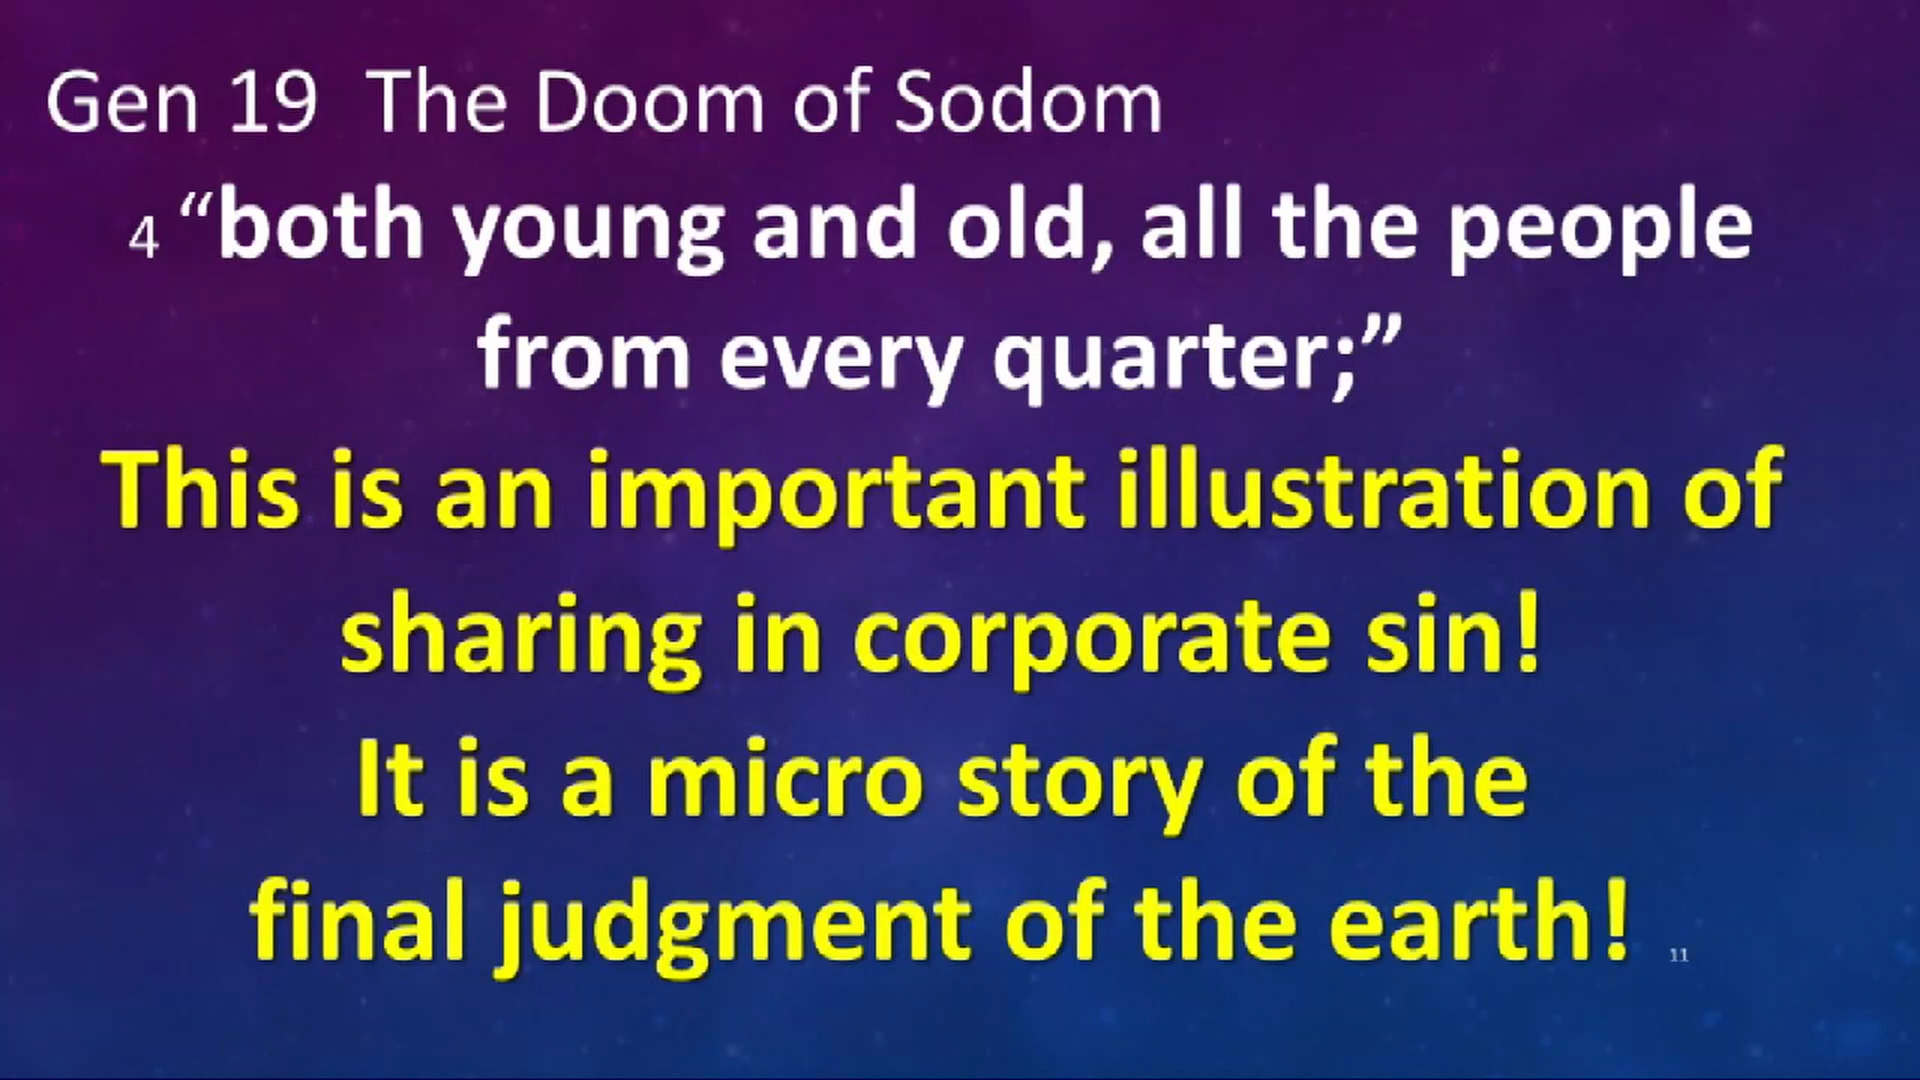 Gen 19  The Doom of Sodom
4 “both young and old, all the people
from every quarter;”
This is an important illustration of
sharing in corporate sin!
It is a micro story of the
final judgment of the earth!
11